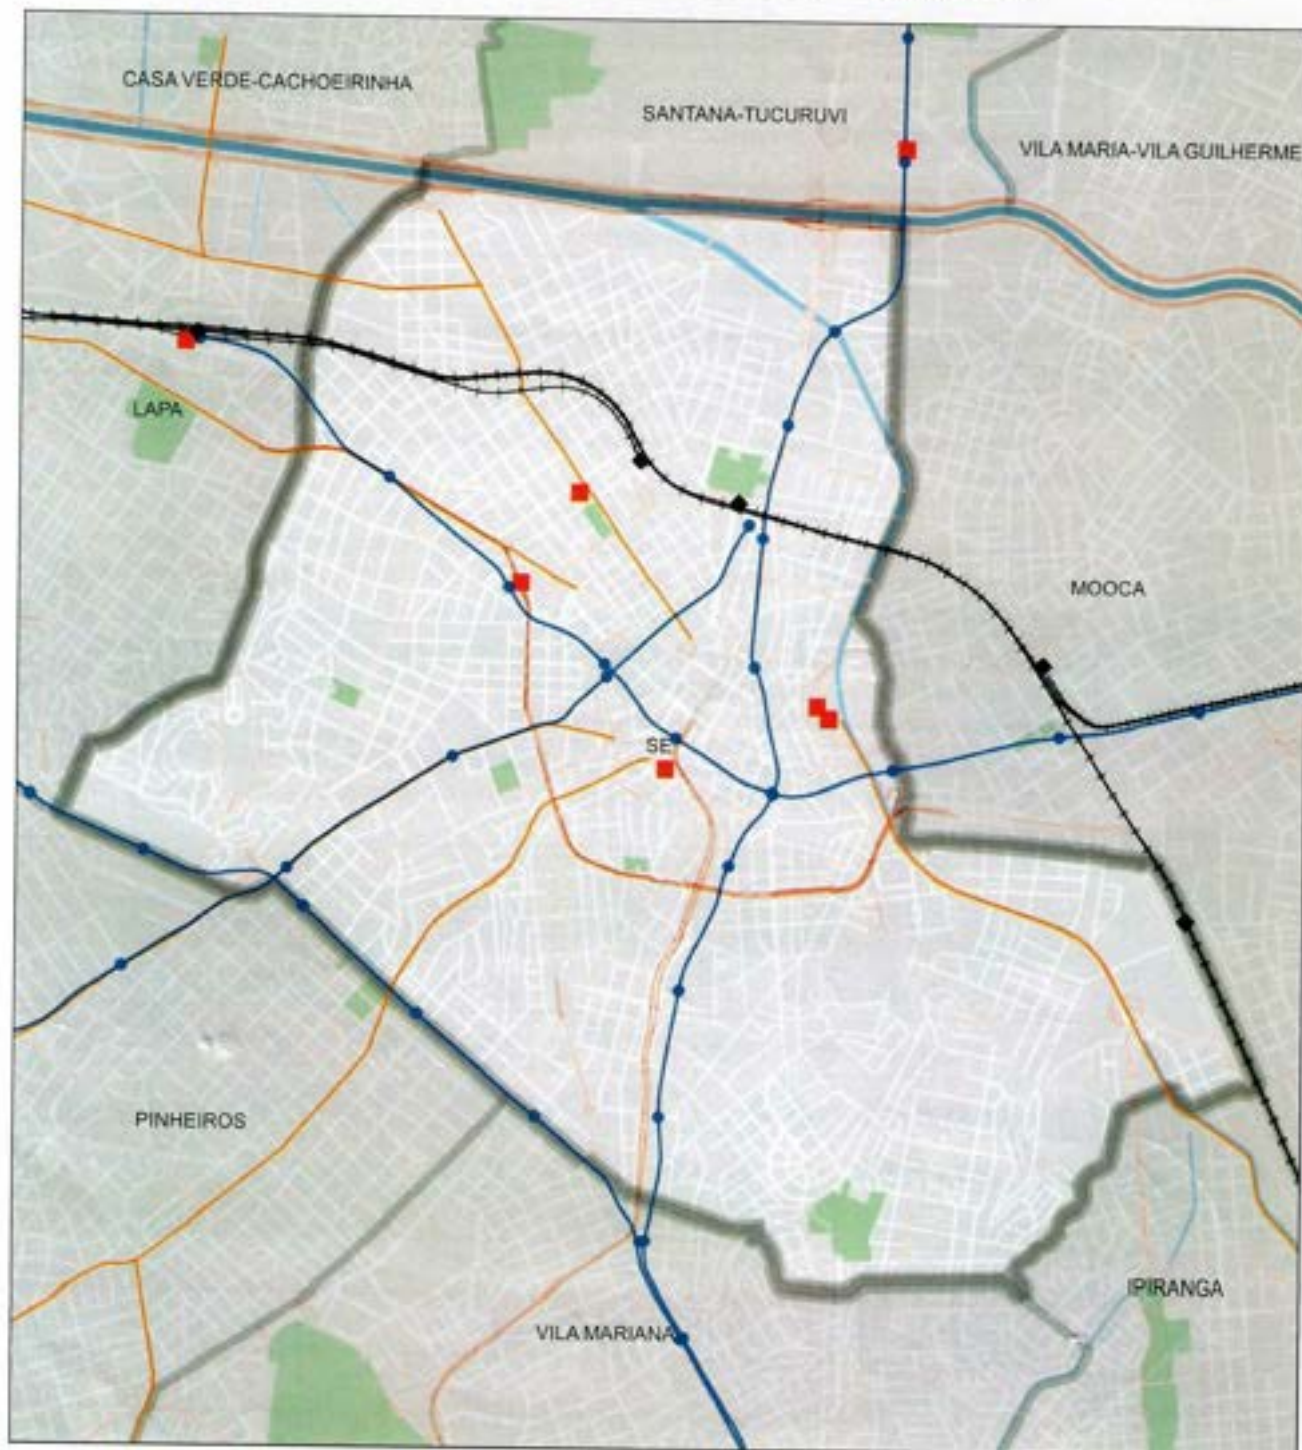 CASA VERDE-CACHOEIRINHA
SANTANA-TUCURUVI
VILA MARIA-VILA GUILHERME
LAPA
MOOCA
SE
PINHEIROS
IPIRANGA
VILA MARIANA